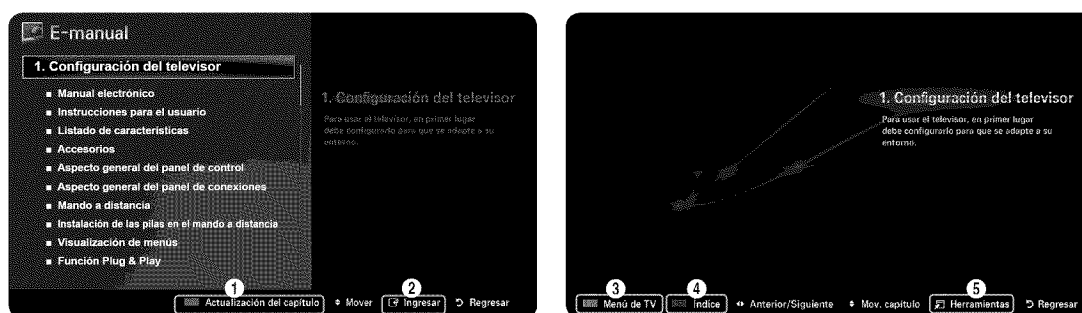 E-manual
1. Configuración del televisor
▪ Manual electrónico
▪ Instrucciones para el usuario
▪ Listado de características
▪ Accesorios
▪ Aspecto general del panel de control
▪ Aspecto general del panel de conexiones
▪ Mando a distancia
▪ Instalación de las pilas en el mando a distancia
▪ Visualización de menús
▪ Función Plug & Play
1. Configuración del televisor
Para usar el televisor, en primer lugar
debe configurarlo para que se adapte a su
entorno.
1 2
Actualización del capítulo Mover Ingresar Regresar
1. Configuración del televisor
Para usar el televisor, en primer lugar
debe configurarlo para que se adapte a su
entorno.
3 4 5
Menú de TV Índice Anterior/Siguiente Mov. capítulo Herramientas Regresar